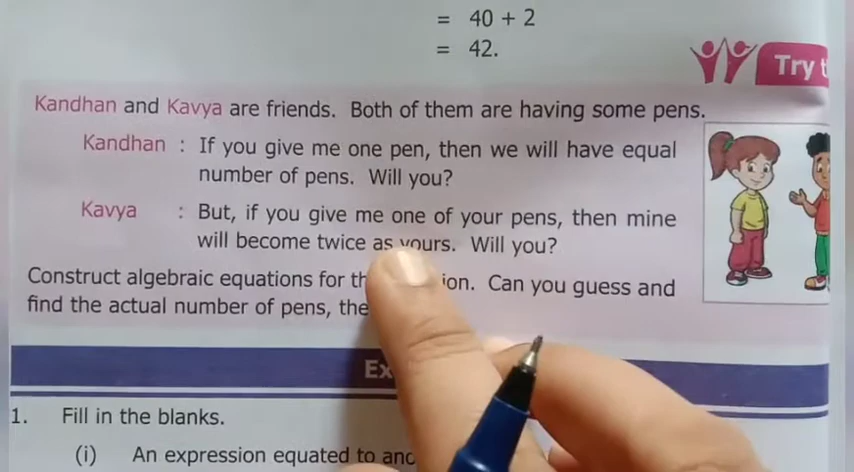 = 40 + 2
= 42.
Try t
Kandhan and Kavya are friends. Both of them are having some pens.
Kandhan : If you give me one pen, then we will have equal
number of pens. Will you?
Kavya : But, if you give me one of your pens, then mine
will become twice as yours. Will you?
Construct algebraic equations for th ion. Can you guess and
find the actual number of pens, the
Ex
1. Fill in the blanks.
(i) An expression equated to ano